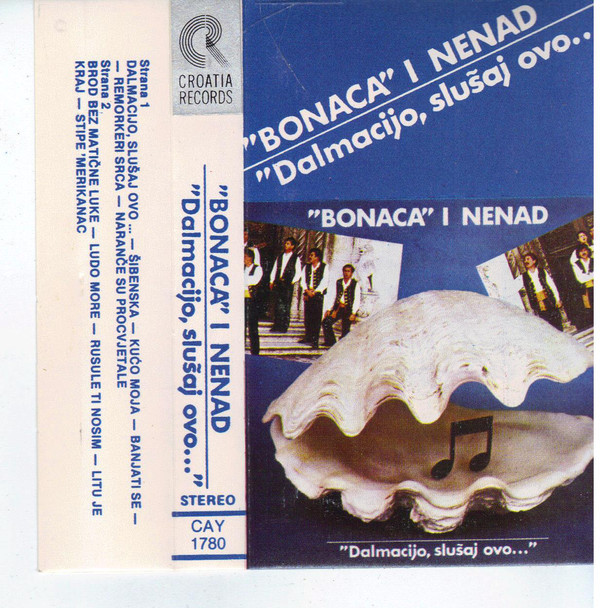 Strana 1
DALMACIJO, SLUŠAJ OVO ... — ŠIBENSKA — KUĆO MOJA — BANJATI SE —
— REMORKERI SRCA — NARANČE SU PROCVJETALE
Strana 2
BROD BEZ MATIČNE LUKE — LUDO MORE — RUSULE TI NOSIM — LITU JE
KRAJ — STIPE 'MERIKANAC
CROATIA
RECORDS
"BONACA" I NENAD
"Dalmacijo, slušaj ovo..."
STEREO
CAY
1780
"BONACA" I NENAD
"Dalmacijo, slušaj ovo..
"BONACA" I NENAD
"Dalmacijo, slušaj ovo..."